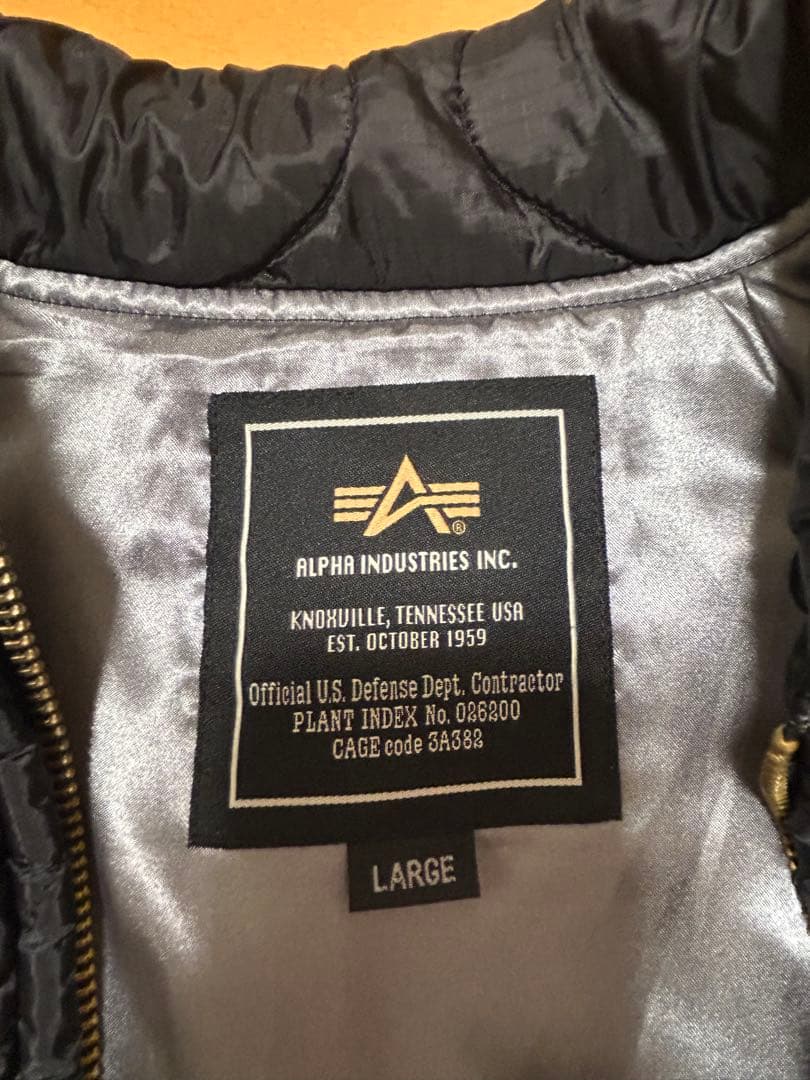 ®
ALPHA INDUSTRIES INC.
KNOXVILLE, TENNESSEE USA
EST. OCTOBER 1959
Official U.S. Defense Dept. Contractor
PLANT INDEX No. 026200
CAGE code 3A382
LARGE